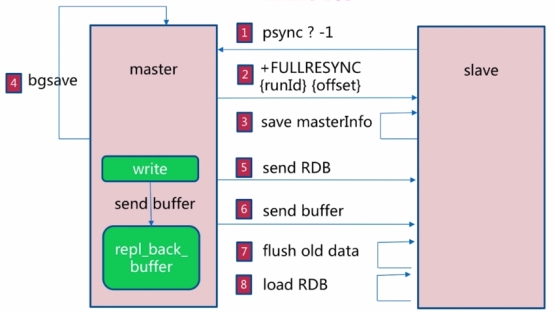 1 psync ? -1
master
slave
4 bgsave
2 +FULLRESYNC
{runId} {offset}
3 save masterInfo
write
5 send RDB
send buffer
6 send buffer
repl_back_
buffer
7 flush old data
8 load RDB